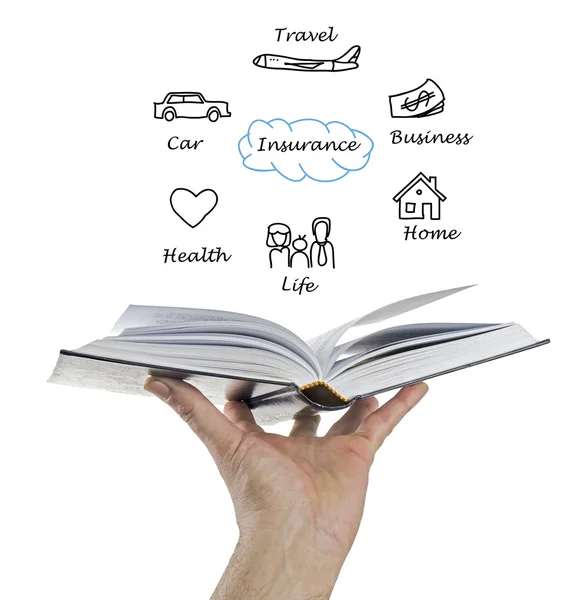 Travel
Car
Insurance
Business
Health
Life
Home